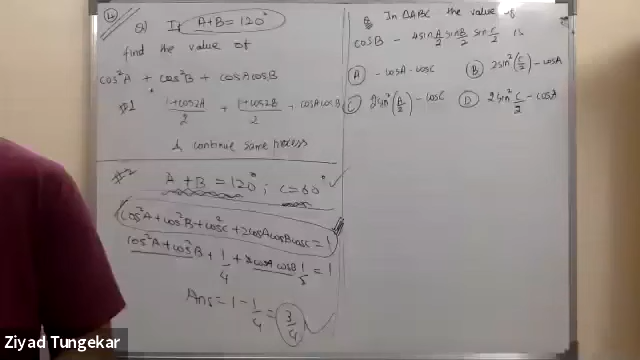 Q) If A+B = 120°
find the value of
cos²A + cos²B + cosA cosB
#1 1+cos2A/2 + 1+cos2B/2 + cosA cosB
& continue same process
#2 A+B = 120° ; C = 60°
cos²A + cos²B + cos²C + 2cosA cosB cosC = 1
cos²A + cos²B + 1/4 + 2cosA cosB 1/2 = 1
Ans = 1 - 1/4 = 3/4
Q In ΔABC the value of
cosB - 4sin A/2 sin B/2 sin C/2 is
(A) - cosA - cosC (B) 2sin²(C/2) - cosA
(C) 2sin²(A/2) - cosC (D) 2sin² C/2 - cosA
Ziyad Tungekar